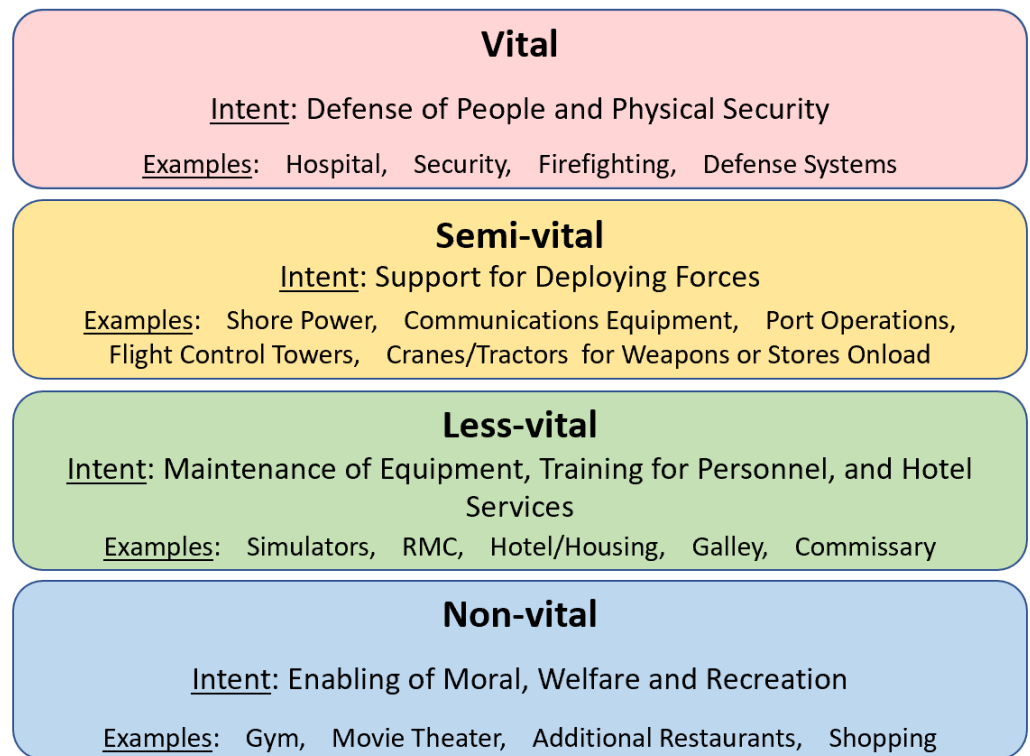 Vital
Intent: Defense of People and Physical Security
Examples: Hospital, Security, Firefighting, Defense Systems
Semi-vital
Intent: Support for Deploying Forces
Examples: Shore Power, Communications Equipment, Port Operations,
Flight Control Towers, Cranes/Tractors for Weapons or Stores Onload
Less-vital
Intent: Maintenance of Equipment, Training for Personnel, and Hotel
Services
Examples: Simulators, RMC, Hotel/Housing, Galley, Commissary
Non-vital
Intent: Enabling of Moral, Welfare and Recreation
Examples: Gym, Movie Theater, Additional Restaurants, Shopping